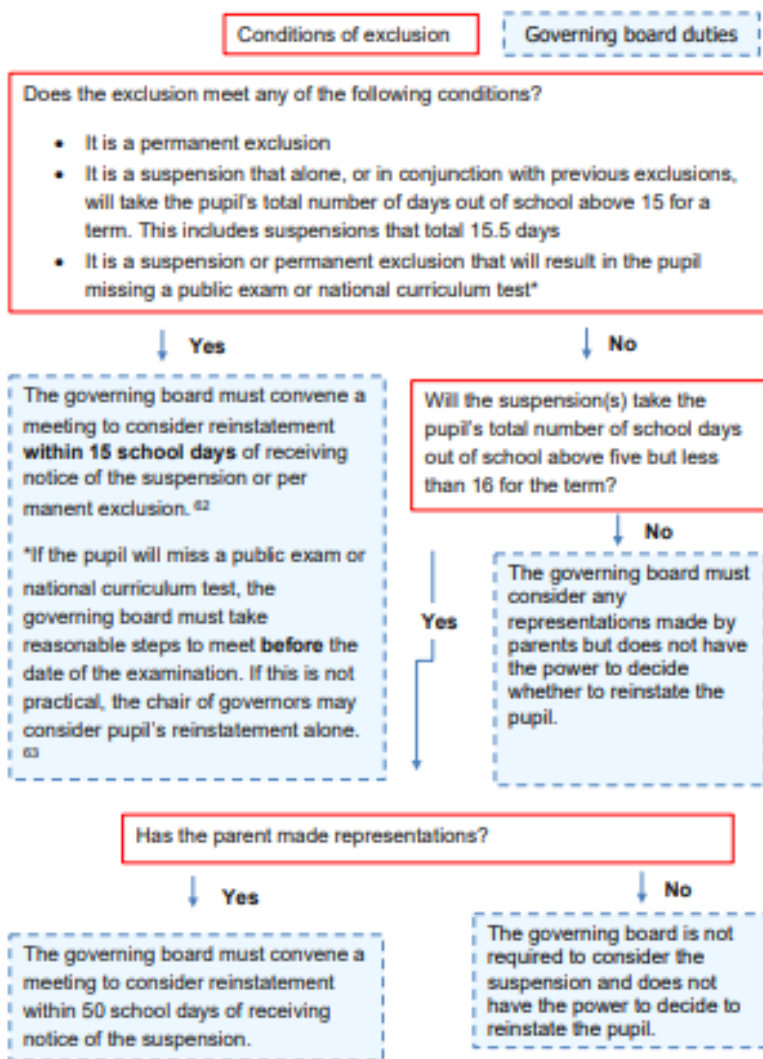 Conditions of exclusion
Governing board duties
Does the exclusion meet any of the following conditions?
• It is a permanent exclusion
• It is a suspension that alone, or in conjunction with previous exclusions,
will take the pupil's total number of days out of school above 15 for a
term. This includes suspensions that total 15.5 days
• It is a suspension or permanent exclusion that will result in the pupil
missing a public exam or national curriculum test*
Yes
No
The governing board must convene a
meeting to consider reinstatement
within 15 school days of receiving
notice of the suspension or per
manent exclusion. 62
*If the pupil will miss a public exam or
national curriculum test, the
governing board must take
reasonable steps to meet before the
date of the examination. If this is not
practical, the chair of governors may
consider pupil's reinstatement alone.
63
Will the suspension(s) take the
pupil's total number of school days
out of school above five but less
than 16 for the term?
Yes
No
The governing board must
consider any
representations made by
parents but does not have
the power to decide
whether to reinstate the
pupil.
Has the parent made representations?
Yes
No
The governing board must convene a
meeting to consider reinstatement
within 50 school days of receiving
notice of the suspension.
The governing board is not
required to consider the
suspension and does not
have the power to decide to
reinstate the pupil.